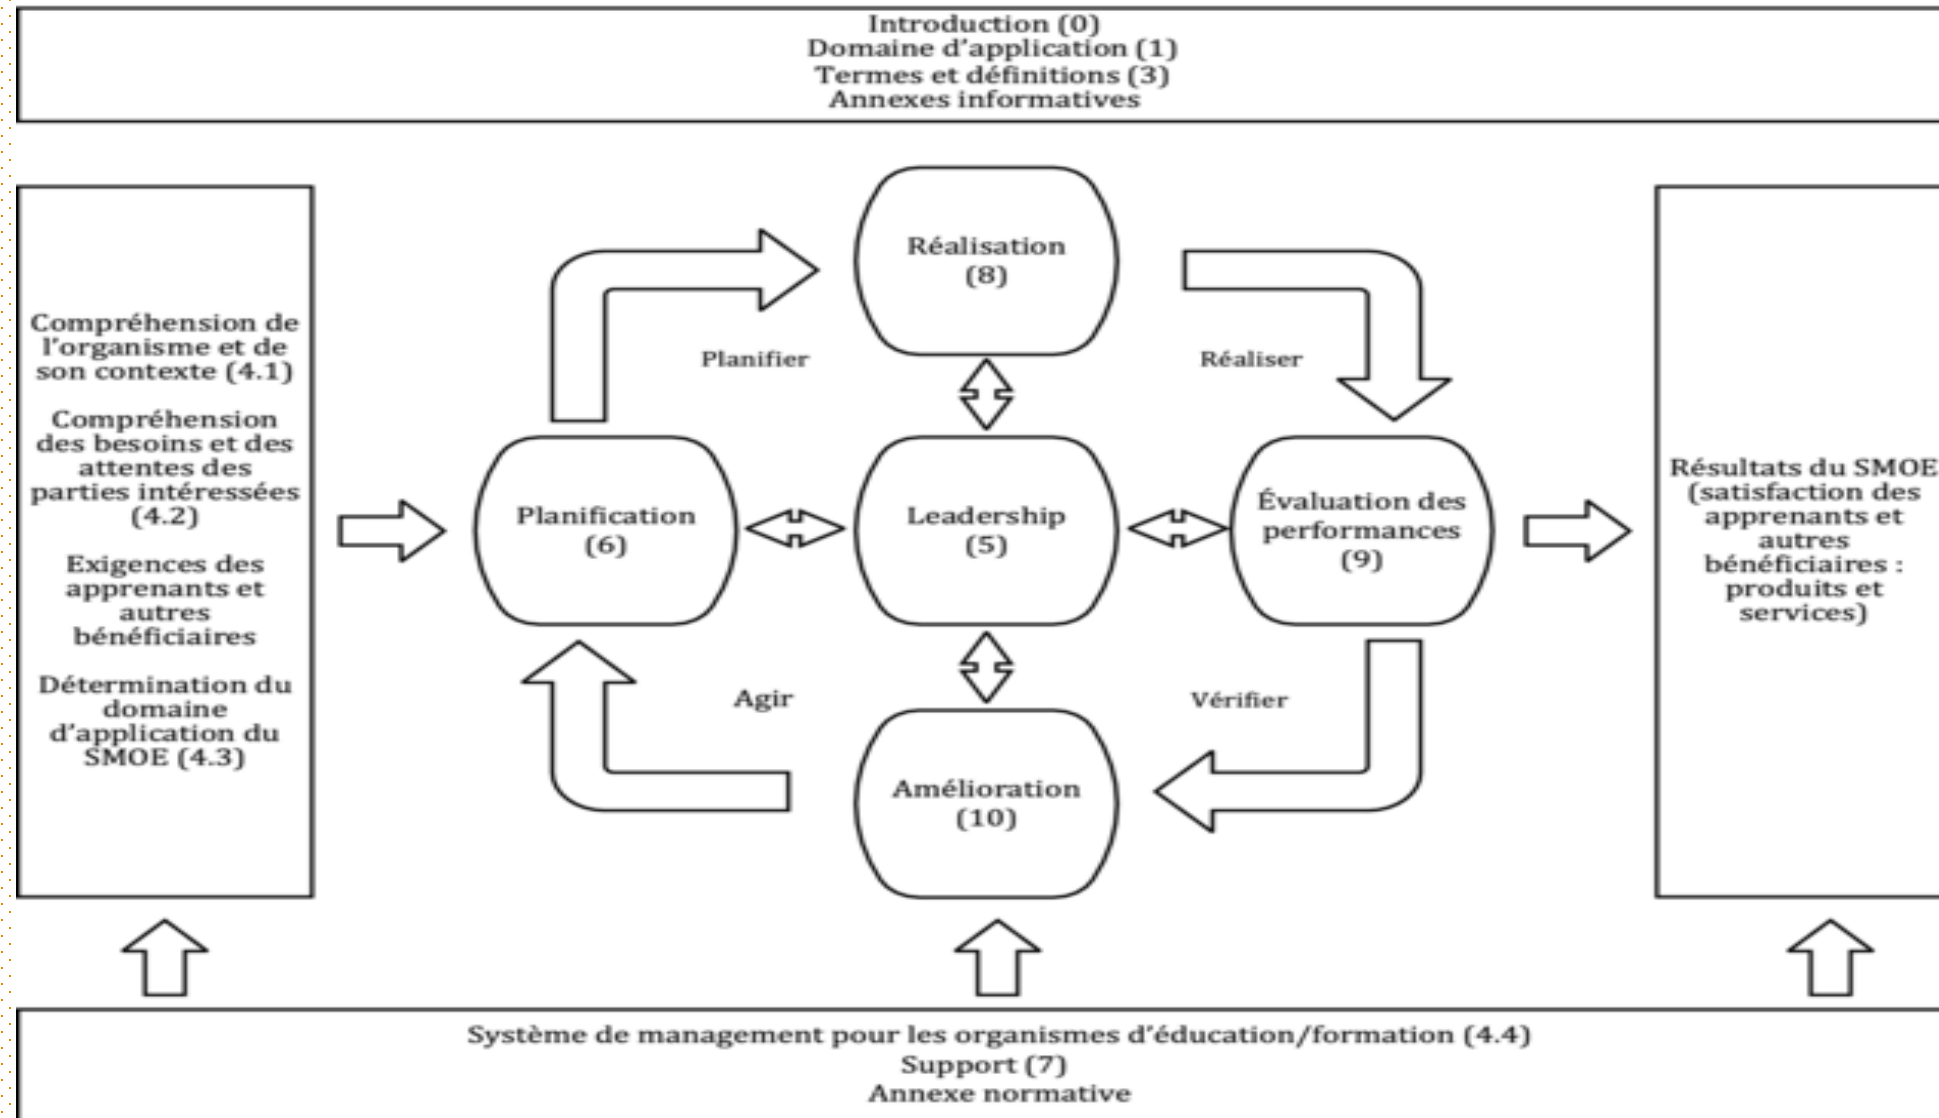 Introduction (0)
Domaine d'application (1)
Termes et définitions (3)
Annexes informatives
Compréhension de
l'organisme et de
son contexte (4.1)
Compréhension
des besoins et des
attentes des
parties intéressées
(4.2)
Exigences des
apprenants et
autres
bénéficiaires
Détermination du
domaine
d'application du
SMOE (4.3)
Réalisation
(8)
Planifier
Réaliser
Planification
(6)
Leadership
(5)
Évaluation des
performances
(9)
Agir
Vérifier
Amélioration
(10)
Résultats du SMOE
(satisfaction des
apprenants et
autres
bénéficiaires :
produits et
services)
Système de management pour les organismes d'éducation/formation (4.4)
Support (7)
Annexe normative